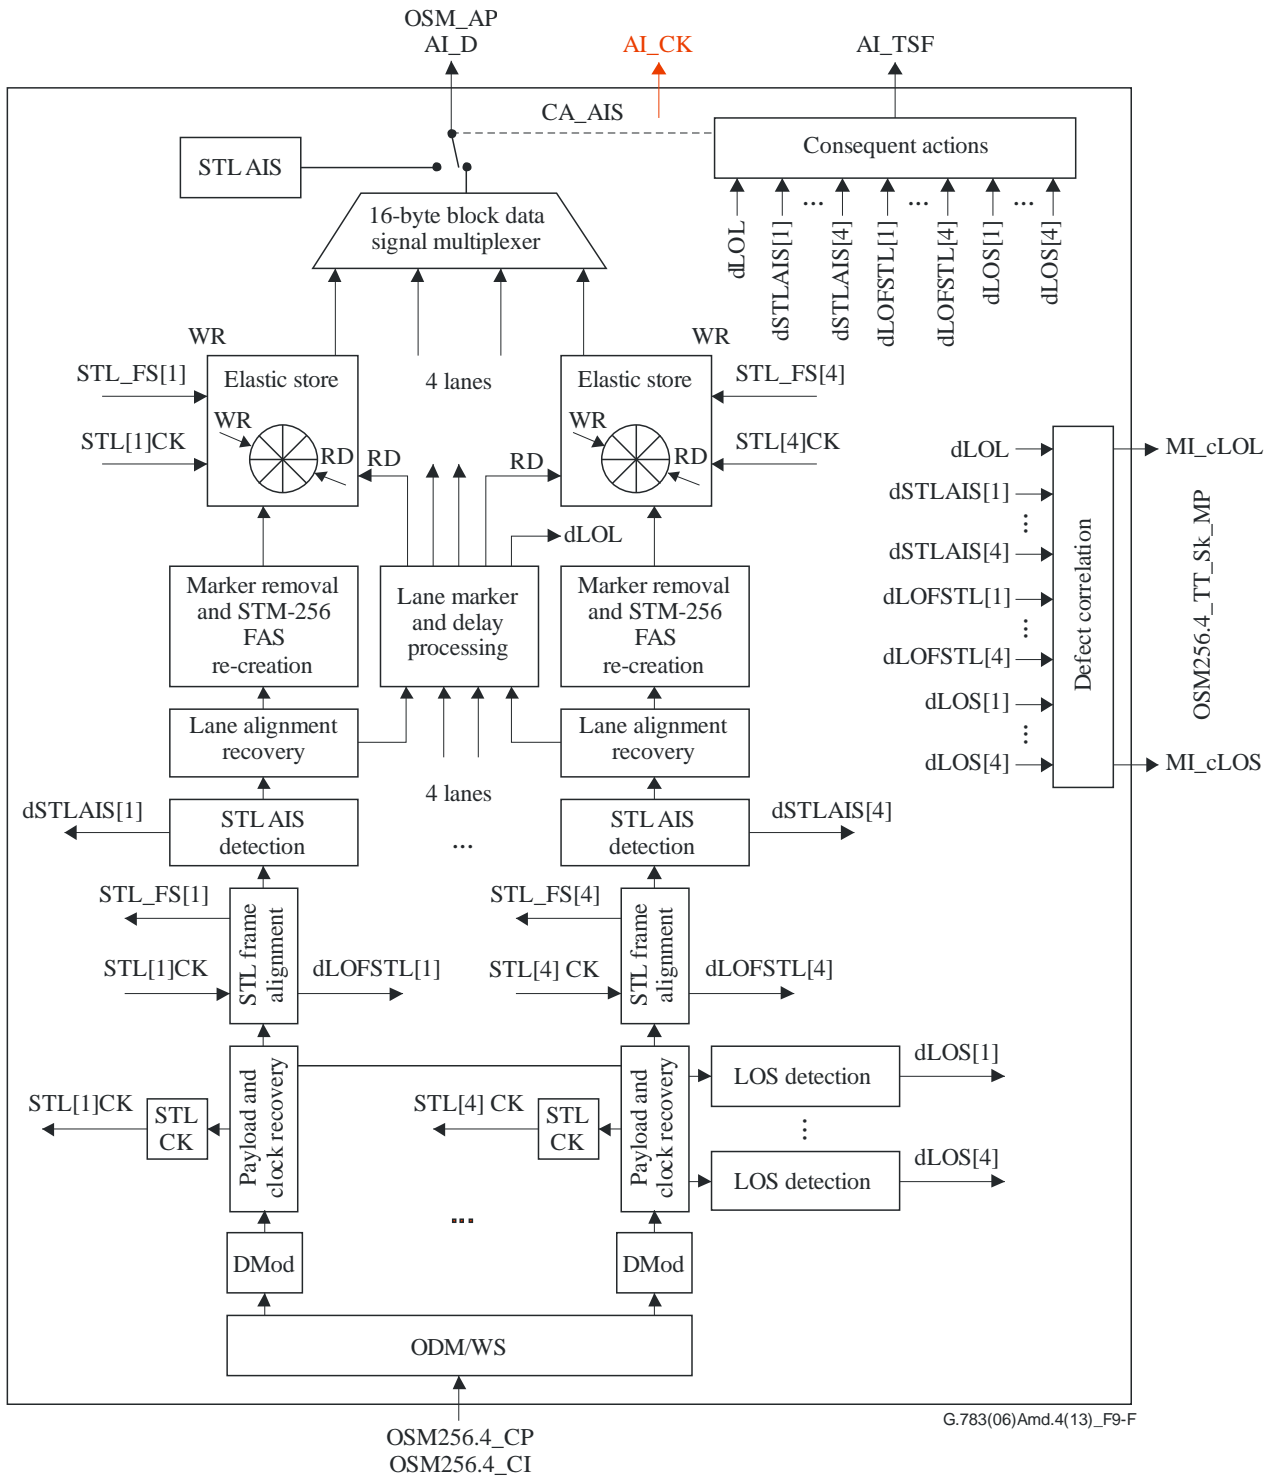 OSM_AP
AI_D
AI_CK
AI_TSF
CA_AIS
STL AIS
Consequent actions
16-byte block data
signal multiplexer
dLOL
dSTLAIS[1]
...
dSTLAIS[4]
dLOFSTL[1]
...
dLOFSTL[4]
dLOS[1]
...
dLOS[4]
WR
WR
STL_FS[1]
Elastic store
4 lanes
Elastic store
STL_FS[4]
WR
WR
STL[1]CK
RD
RD
RD
RD
STL[4]CK
dLOL
MI_cLOL
dSTLAIS[1]
...
dSTLAIS[4]
dLOFSTL[1]
...
dLOFSTL[4]
dLOS[1]
...
dLOS[4]
Defect correlation
MI_cLOS
OSM256.4_TT_Sk_MP
dLOL
Marker removal
and STM-256
FAS
re-creation
Lane marker
and delay
processing
Marker removal
and STM-256
FAS
re-creation
Lane alignment
recovery
Lane alignment
recovery
4 lanes
dSTLAIS[1]
STL AIS
detection
...
STL AIS
detection
dSTLAIS[4]
STL_FS[1]
STL frame
alignment
STL_FS[4]
STL frame
alignment
STL[1]CK
dLOFSTL[1]
STL[4] CK
dLOFSTL[4]
Payload and
clock recovery
Payload and
clock recovery
LOS detection
dLOS[1]
STL[1]CK
STL
CK
STL[4] CK
STL
CK
...
LOS detection
dLOS[4]
...
DMod
DMod
ODM/WS
G.783(06)Amd.4(13)_F9-F
OSM256.4_CP
OSM256.4_CI